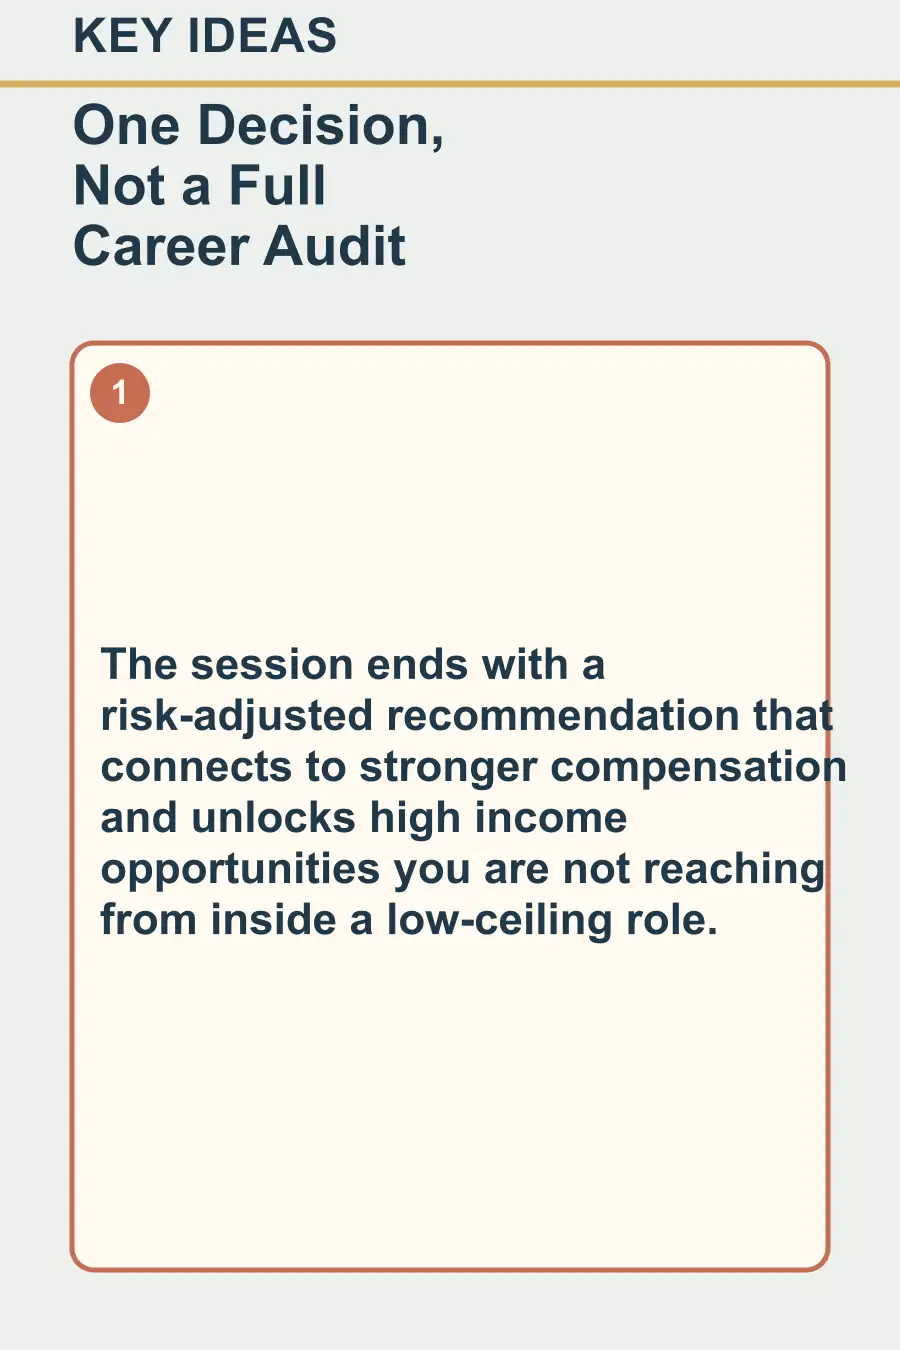 KEY IDEAS
One Decision,
Not a Full
Career Audit
1
The session ends with a
risk-adjusted recommendation that
connects to stronger compensation
and unlocks high income
opportunities you are not reaching
from inside a low-ceiling role.